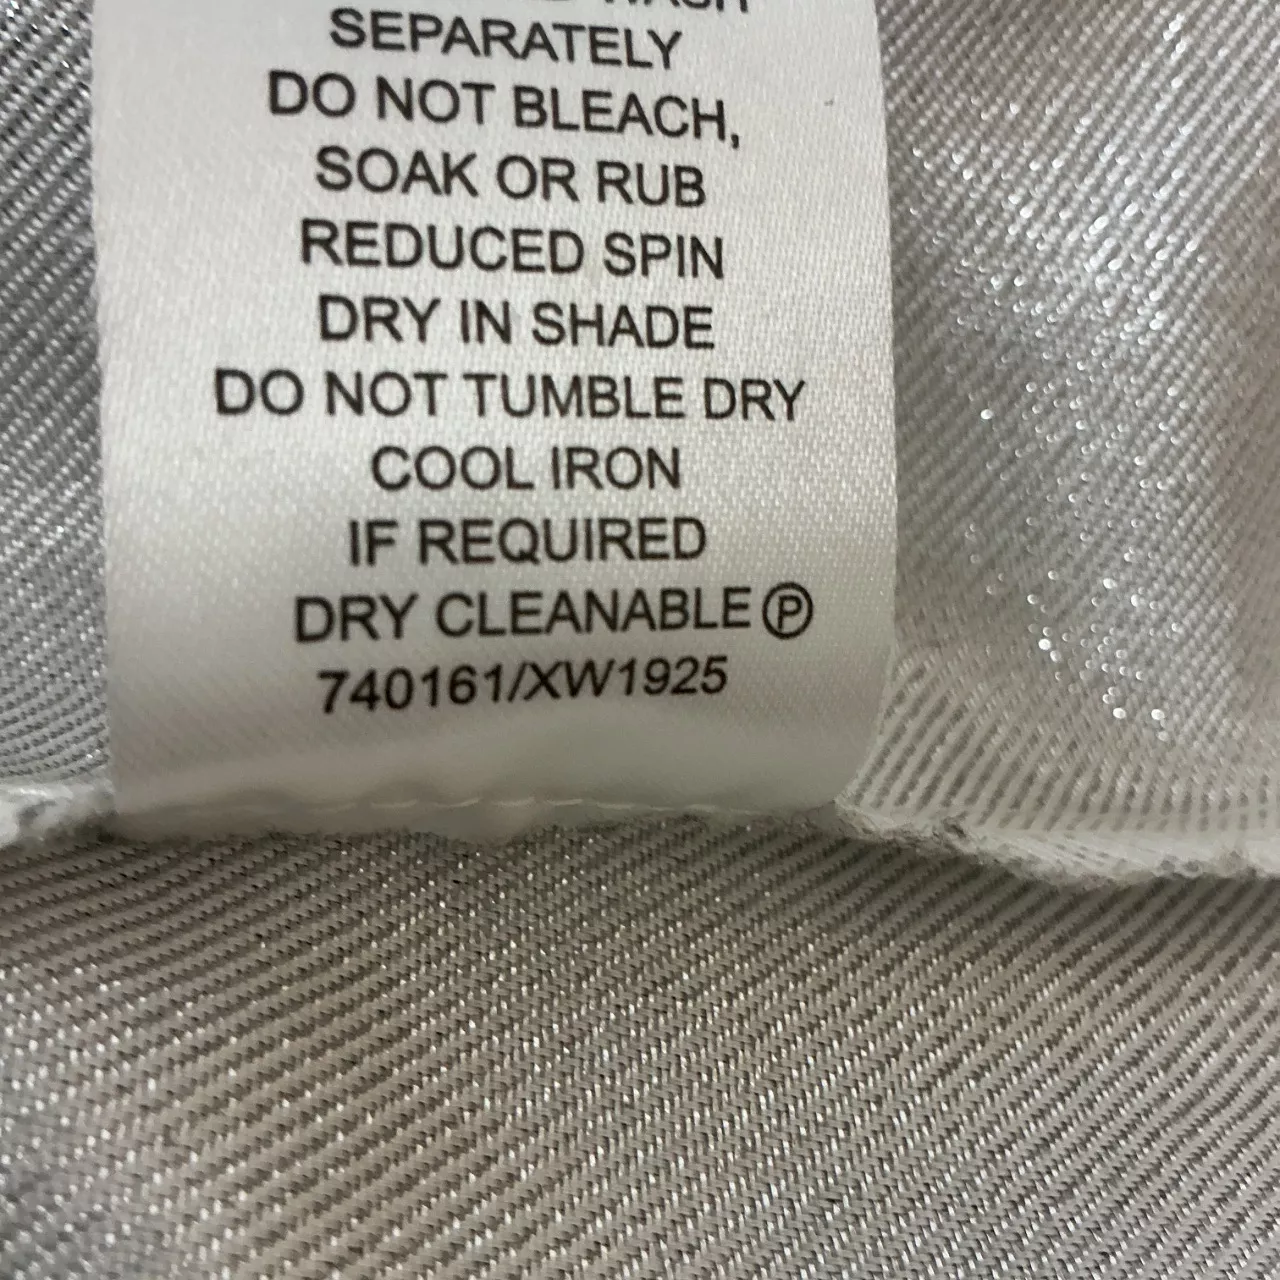 WASH
SEPARATELY
DO NOT BLEACH,
SOAK OR RUB
REDUCED SPIN
DRY IN SHADE
DO NOT TUMBLE DRY
COOL IRON
IF REQUIRED
DRY CLEANABLE Ⓟ
740161/XW1925